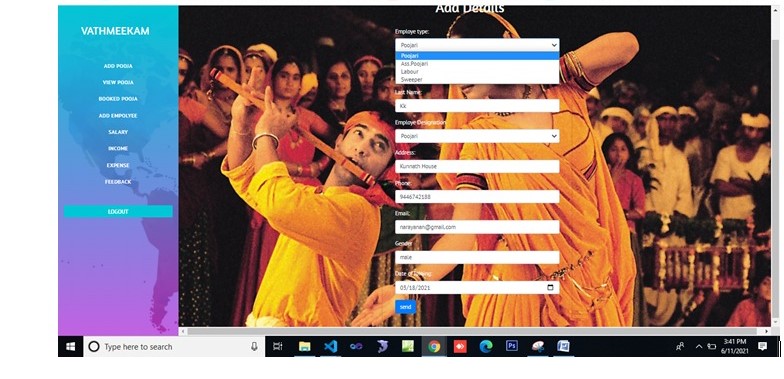 Add Details
VATHMEEKAM
ADD POOJA
VIEW POOJA
BOOKED POOJA
ADD EMPOLYEE
SALARY
INCOME
EXPENSE
FEEDBACK
LOGOUT
Employe type:
Poojari
Poojari
Ass.Poojari
Labour
Sweeper
Last Name:
KK
Employe Designation
Poojari
Address:
Kunnath House
Phone:
9446742188
Email:
narayanan@gmail.com
Gender
male
Date of
05/18/2021
send
Type here to search
3:41 PM
6/11/2021